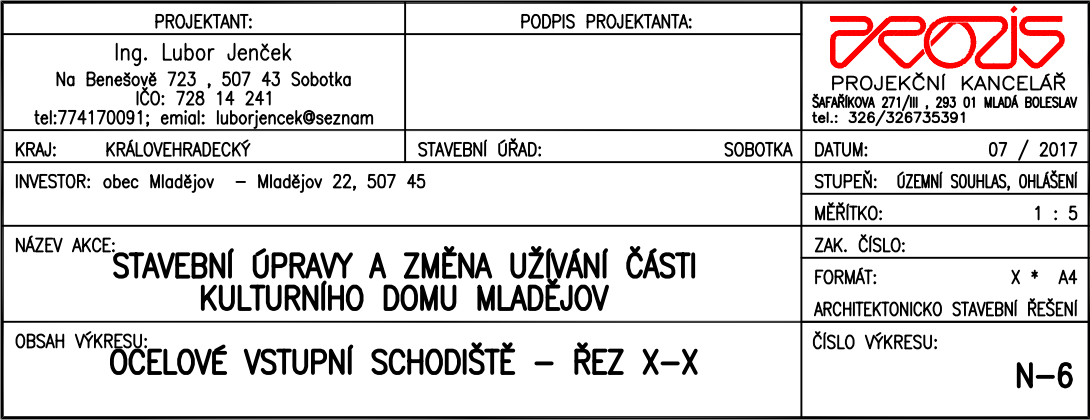 PROJEKTANT:
Ing. Lubor Jenček
Na Benešově 723 , 507 43 Sobotka
IČO: 728 14 241
tel:774170091; emial: luborjencek@seznam
PODPIS PROJEKTANTA:
PROZIS
PROJEKČNÍ KANCELÁŘ
ŠAFAŘÍKOVA 271/III , 293 01 MLADÁ BOLESLAV
tel.: 326/326735391
KRAJ: KRÁLOVEHRADECKÝ
STAVEBNÍ ÚŘAD: SOBOTKA
DATUM: 07 / 2017
INVESTOR: obec Mladějov – Mladějov 22, 507 45
STUPEŇ: ÚZEMNÍ SOUHLAS, OHLÁŠENÍ
MĚŘÍTKO: 1 : 5
NÁZEV AKCE:
STAVEBNÍ ÚPRAVY A ZMĚNA UŽÍVÁNÍ ČÁSTI
KULTURNÍHO DOMU MLADĚJOV
ZAK. ČÍSLO:
FORMÁT: X * A4
ARCHITEKTONICKO STAVEBNÍ ŘEŠENÍ
OBSAH VÝKRESU:
OCELOVÉ VSTUPNÍ SCHODIŠTĚ – ŘEZ X–X
ČÍSLO VÝKRESU:
N–6